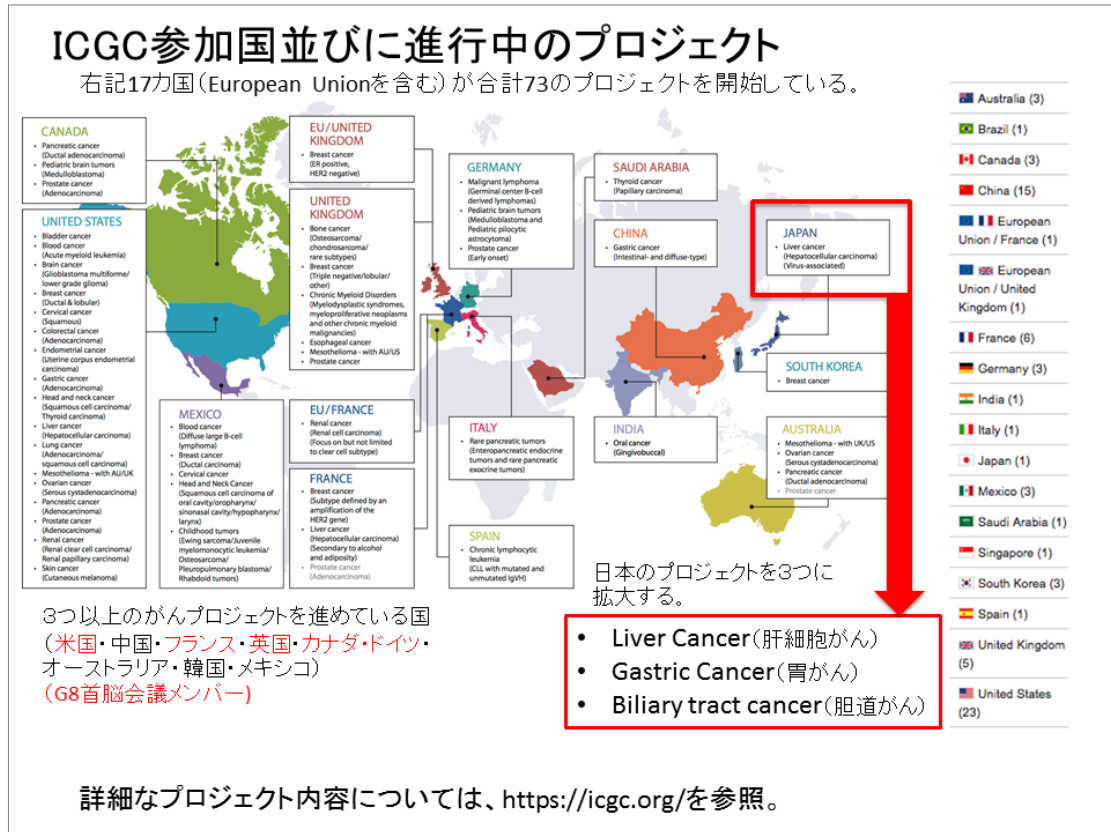 ICGC参加国並びに進行中のプロジェクト
右記17カ国(European Unionを含む)が合計73のプロジェクトを開始している。
CANADA
• Pancreatic cancer
(Ductal adenocarcinoma)
• Pediatric brain tumors
(Medulloblastoma)
• Prostate cancer
(Adenocarcinoma)
UNITED STATES
• Bladder cancer
• Blood cancer
(Acute myeloid leukemia)
• Brain cancer
(Glioblastoma multiforme/
lower grade glioma)
• Breast cancer
(Ductal & lobular)
• Cervical cancer
(Squamous)
• Colorectal cancer
(Adenocarcinoma)
• Endometrial cancer
(Uterine corpus endometrial
carcinoma)
• Gastric cancer
(Adenocarcinoma)
• Head and neck cancer
(Squamous cell carcinoma/
Thyroid carcinoma)
• Liver cancer
(Hepatocellular carcinoma)
• Lung cancer
(Adenocarcinoma/
squamous cell carcinoma)
• Mesothelioma - with AU/UK
• Ovarian cancer
(Serous cystadenocarcinoma)
• Pancreatic cancer
(Adenocarcinoma)
• Prostate cancer
(Adenocarcinoma)
• Renal cancer
(Renal clear cell carcinoma/
Renal papillary carcinoma)
• Skin cancer
(Cutaneous melanoma)
MEXICO
• Blood cancer
(Diffuse large B-cell
lymphoma)
• Breast cancer
(Ductal carcinoma)
• Cervical cancer
• Head and Neck Cancer
(Squamous cell carcinoma of
oral cavity/oropharynx/
sinonasal cavity/hypopharynx/
larynx)
• Childhood tumors
(Ewing sarcoma/Juvenile
myelomonocytic leukemia/
Osteosarcoma/
Pleuropulmonary blastoma/
Rhabdoid tumors)
EU/UNITED
KINGDOM
• Breast cancer
(ER positive,
HER2 negative)
UNITED
KINGDOM
• Bone cancer
(Osteosarcoma/
chondrosarcoma/
rare subtypes)
• Breast cancer
(Triple negative/lobular/
other)
• Chronic Myeloid Disorders
(Myelodysplastic syndromes,
myeloproliferative neoplasms
and other chronic myeloid
malignancies)
• Esophageal cancer
• Mesothelioma - with AU/US
• Prostate cancer
EU/FRANCE
• Renal cancer
(Renal cell carcinoma)
(Focus on but not limited
to clear cell subtype)
FRANCE
• Breast cancer
(Subtype defined by an
amplification of the
HER2 gene)
• Liver cancer
(Hepatocellular carcinoma)
(Secondary to alcohol
and adiposity)
• Prostate cancer
(Adenocarcinoma)
GERMANY
• Malignant lymphoma
(Germinal center B-cell
derived lymphomas)
• Pediatric brain tumors
(Medulloblastoma and
Pediatric pilocytic
astrocytoma)
• Prostate cancer
(Early onset)
ITALY
• Rare pancreatic tumors
(Enteropancreatic endocrine
tumors and rare pancreatic
exocrine tumors)
SPAIN
• Chronic lymphocytic
leukemia
(CLL with mutated and
unmutated IgVH)
SAUDI ARABIA
• Thyroid cancer
(Papillary carcinoma)
CHINA
• Gastric cancer
(Intestinal- and diffuse-type)
INDIA
• Oral cancer
(Gingivobuccal)
JAPAN
• Liver cancer
(Hepatocellular carcinoma)
(Virus-associated)
SOUTH KOREA
• Breast cancer
AUSTRALIA
• Mesothelioma - with UK/US
• Ovarian cancer
(Serous cystadenocarcinoma)
• Pancreatic cancer
(Ductal adenocarcinoma)
• Prostate cancer
Australia (3)
Brazil (1)
Canada (3)
China (15)
European
Union / France (1)
European
Union / United
Kingdom (1)
France (6)
Germany (3)
India (1)
Italy (1)
Japan (1)
Mexico (3)
Saudi Arabia (1)
Singapore (1)
South Korea (3)
Spain (1)
United Kingdom
(5)
United States
(23)
3つ以上のがんプロジェクトを進めている国
(米国・中国・フランス・英国・カナダ・ドイツ・
オーストラリア・韓国・メキシコ)
(G8首脳会議メンバー)
日本のプロジェクトを3つに
拡大する。
• Liver Cancer(肝細胞がん)
• Gastric Cancer(胃がん)
• Biliary tract cancer(胆道がん)
詳細なプロジェクト内容については、https://icgc.org/を参照。